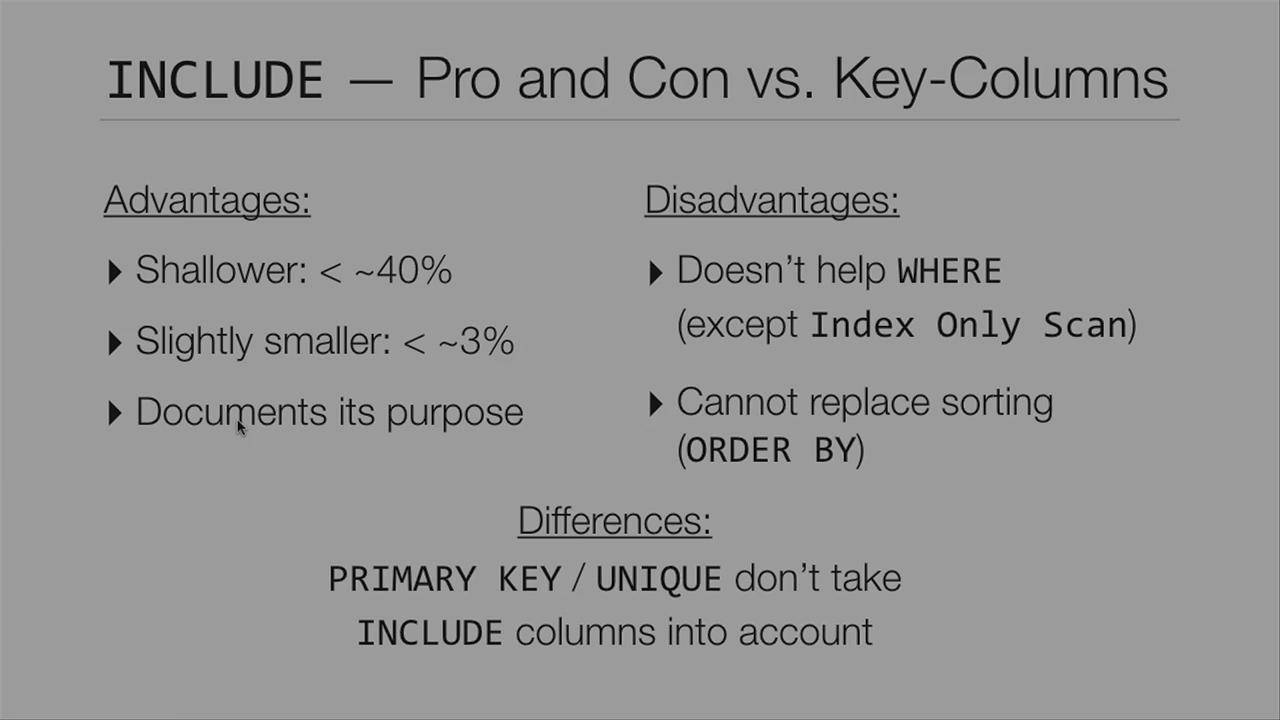 INCLUDE — Pro and Con vs. Key-Columns
Advantages:
Shallower: < ~40%
Slightly smaller: < ~3%
Documents its purpose
Disadvantages:
Doesn’t help WHERE
(except Index Only Scan)
Cannot replace sorting
(ORDER BY)
Differences:
PRIMARY KEY / UNIQUE don’t take
INCLUDE columns into account